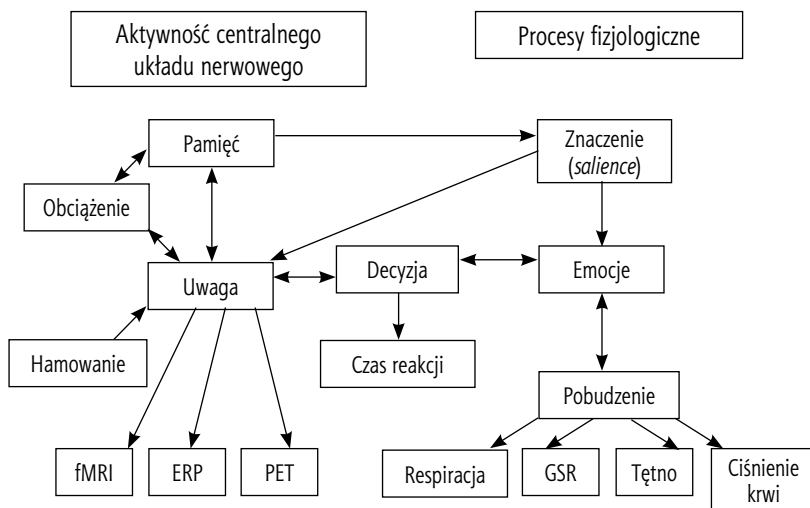 Aktywność centralnego
układu nerwowego
Procesy fizjologiczne
Pamięć
Znaczenie
(salience)
Obciążenie
Uwaga
Decyzja
Emocje
Hamowanie
Czas reakcji
Pobudzenie
fMRI
ERP
PET
Respiracja
GSR
Tętno
Ciśnienie
krwi